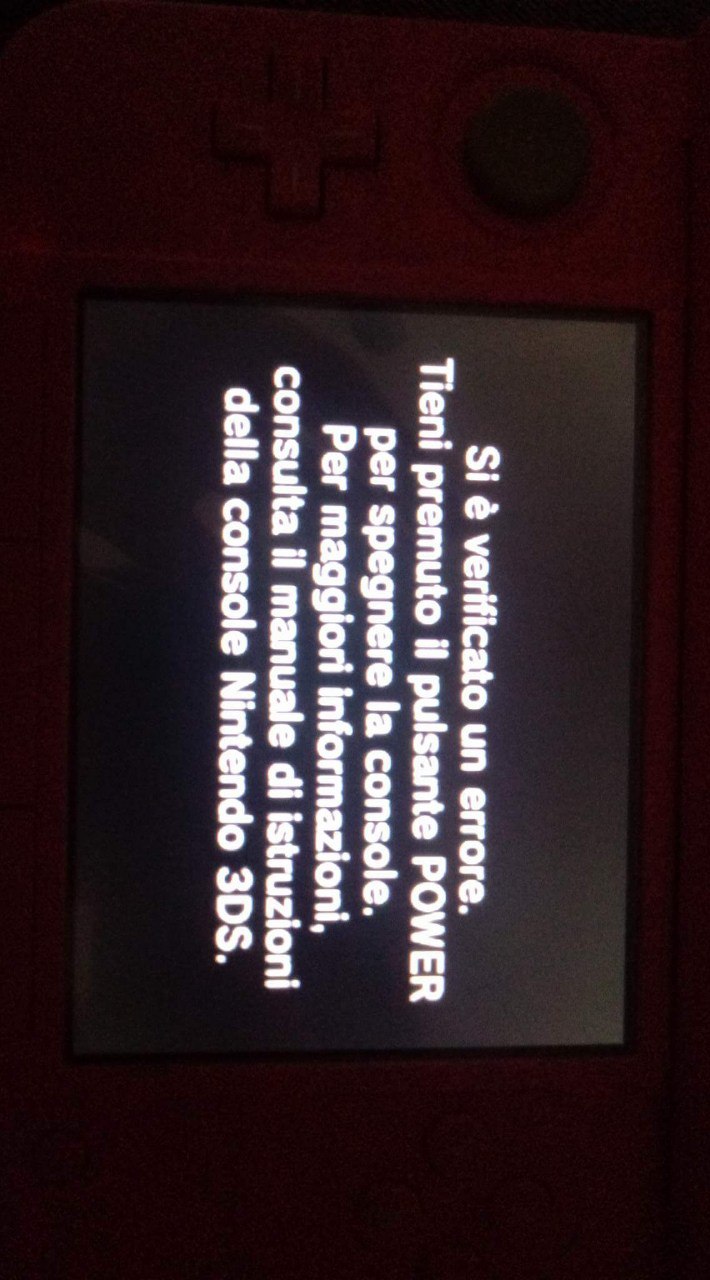 Si è verificato un errore.
Tieni premuto il pulsante POWER
per spegnere la console.
Per maggiori informazioni,
consulta il manuale di istruzioni
della console Nintendo 3DS.